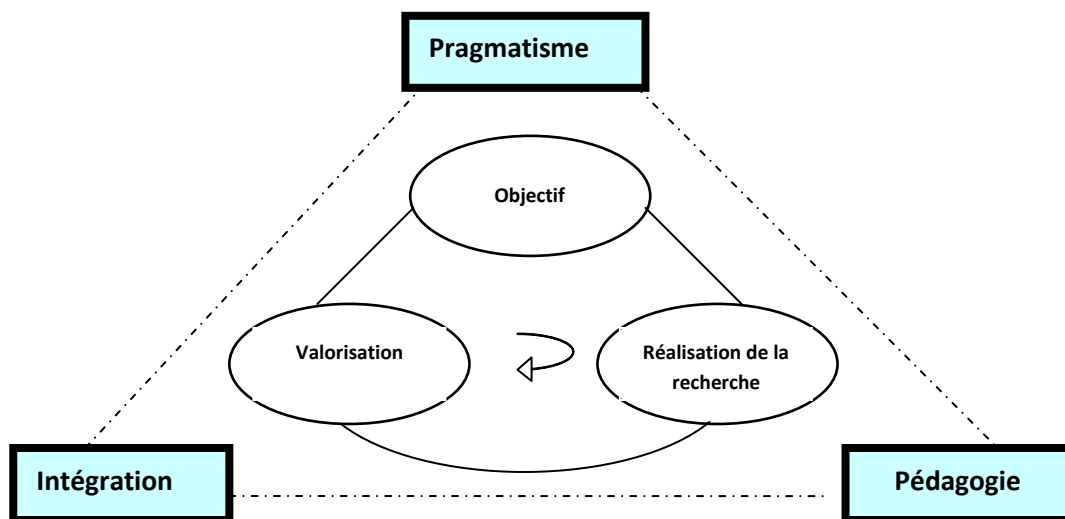 Pragmatisme
Objectif
Valorisation
Réalisation de la
recherche
Intégration
Pédagogie